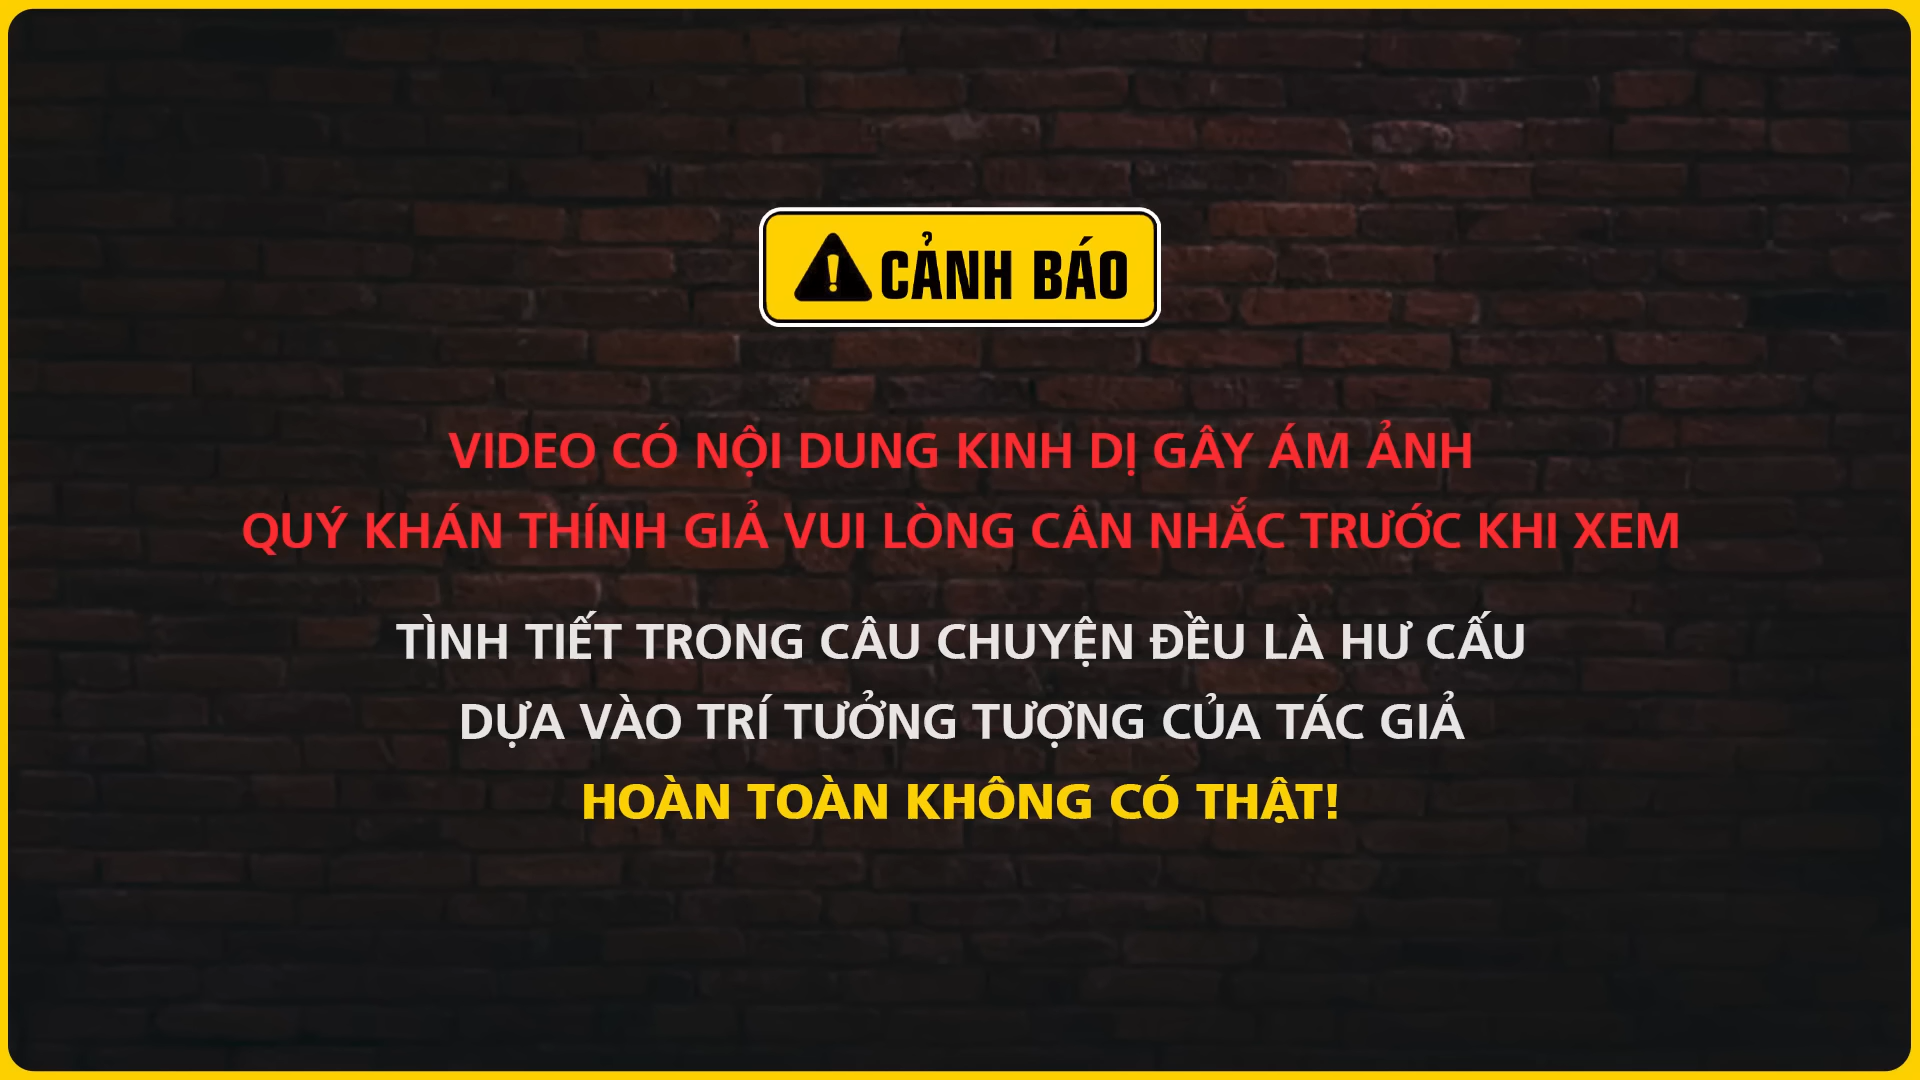 CẢNH BÁO
VIDEO CÓ NỘI DUNG KINH DỊ GÂY ÁM ẢNH
QUÝ KHÁN THÍNH GIẢ VUI LÒNG CÂN NHẮC TRƯỚC KHI XEM
TÌNH TIẾT TRONG CÂU CHUYỆN ĐỀU LÀ HƯ CẤU
DỰA VÀO TRÍ TƯỞNG TƯỢNG CỦA TÁC GIẢ
HOÀN TOÀN KHÔNG CÓ THẬT!